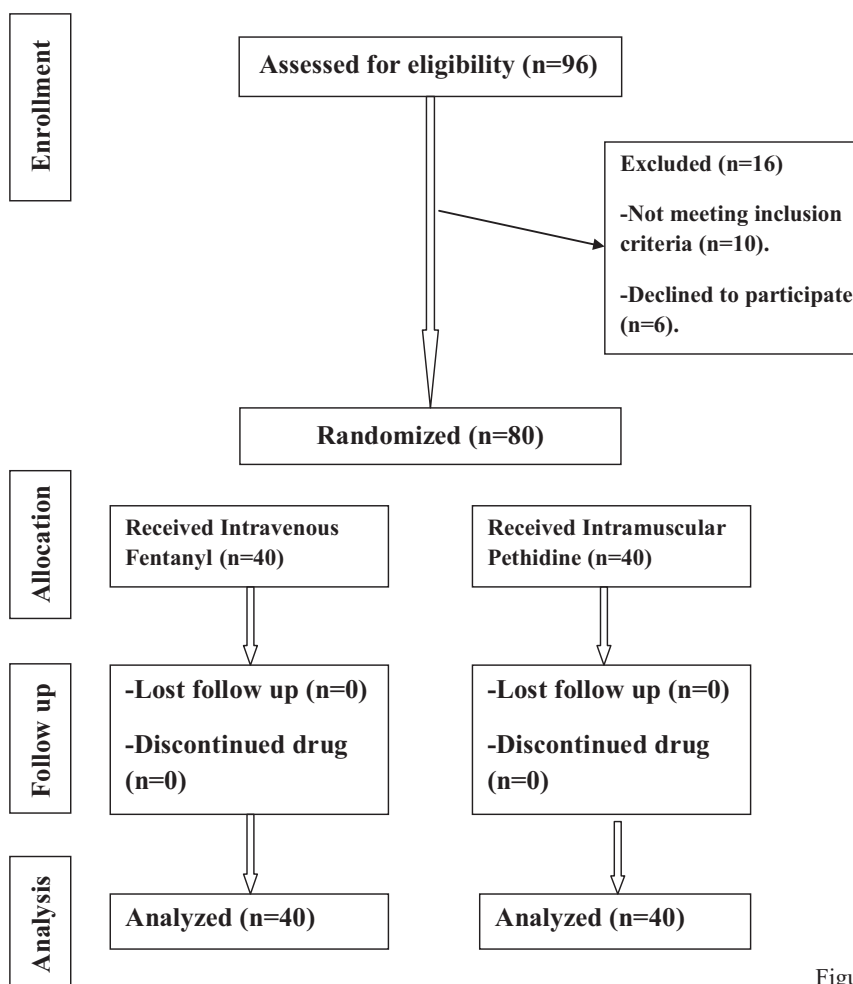 Enrollment
Assessed for eligibility (n=96)
Excluded (n=16)
-Not meeting inclusion
criteria (n=10).
-Declined to participate
(n=6).
Randomized (n=80)
Allocation
Received Intravenous
Fentanyl (n=40)
Received Intramuscular
Pethidine (n=40)
Follow up
-Lost follow up (n=0)
-Discontinued drug
(n=0)
-Lost follow up (n=0)
-Discontinued drug
(n=0)
Analysis
Analyzed (n=40)
Analyzed (n=40)